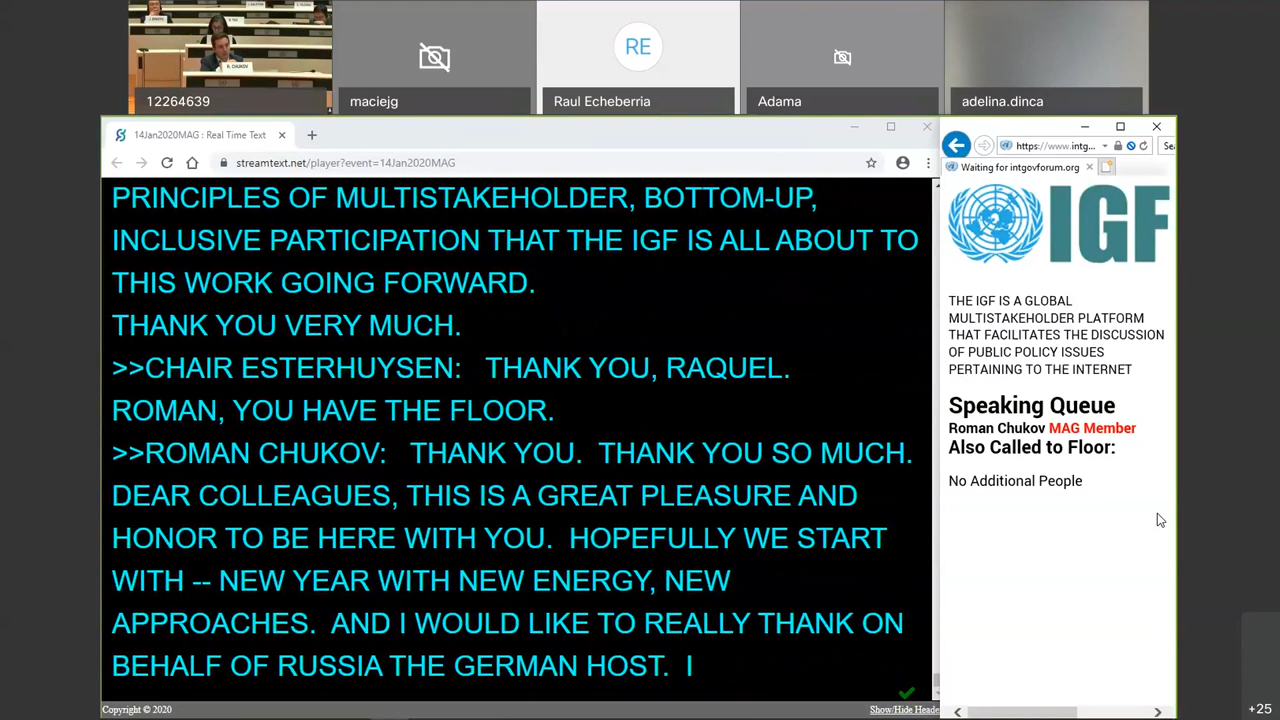 R. CHUKOV
12264639
maciejg
RE
Raul Echeberria
Adama
adelina.dinca
14Jan2020MAG : Real Time Text
streamtext.net/player?event=14Jan2020MAG
PRINCIPLES OF MULTISTAKEHOLDER, BOTTOM-UP,
INCLUSIVE PARTICIPATION THAT THE IGF IS ALL ABOUT TO
THIS WORK GOING FORWARD.
THANK YOU VERY MUCH.
>>CHAIR ESTERHUYSEN:   THANK YOU, RAQUEL.
ROMAN, YOU HAVE THE FLOOR.
>>ROMAN CHUKOV:   THANK YOU.  THANK YOU SO MUCH.
DEAR COLLEAGUES, THIS IS A GREAT PLEASURE AND
HONOR TO BE HERE WITH YOU.  HOPEFULLY WE START
WITH -- NEW YEAR WITH NEW ENERGY, NEW
APPROACHES.  AND I WOULD LIKE TO REALLY THANK ON
BEHALF OF RUSSIA THE GERMAN HOST.  I
Copyright © 2020
Show/Hide Heade
https://www.intg...
Sea
Waiting for intgovforum.org
IGF
THE IGF IS A GLOBAL
MULTISTAKEHOLDER PLATFORM
THAT FACILITATES THE DISCUSSION
OF PUBLIC POLICY ISSUES
PERTAINING TO THE INTERNET
Speaking Queue
Roman Chukov MAG Member
Also Called to Floor:
No Additional People
+25